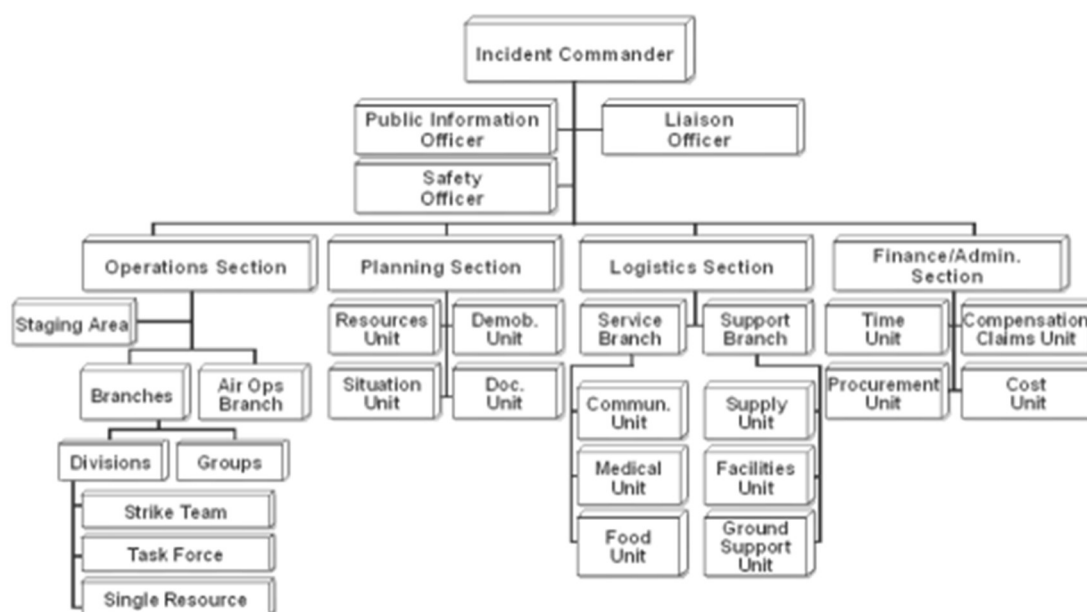 Incident Commander
Public Information
Officer
Liaison
Officer
Safety
Officer
Operations Section
Planning Section
Logistics Section
Finance/Admin.
Section
Staging Area
Resources
Unit
Demob.
Unit
Service
Branch
Support
Branch
Time
Unit
Compensation
Claims Unit
Branches
Air Ops
Branch
Situation
Unit
Doc.
Unit
Commun.
Unit
Supply
Unit
Procurement
Unit
Cost
Unit
Divisions
Groups
Medical
Unit
Facilities
Unit
Strike Team
Task Force
Single Resource
Food
Unit
Ground
Support
Unit